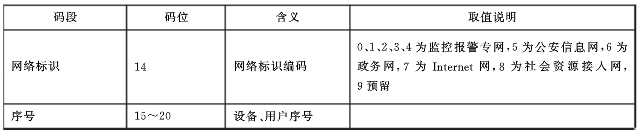 码段 码位 含义 取值说明
0、1、2、3、4 为监控报警专网,5 为公安信息网,6 为
网络标识 14 网络标识编码 政务网,7 为 Internet 网,8 为社会资源接入网,
9 预留
序号 15~20 设备、用户序号